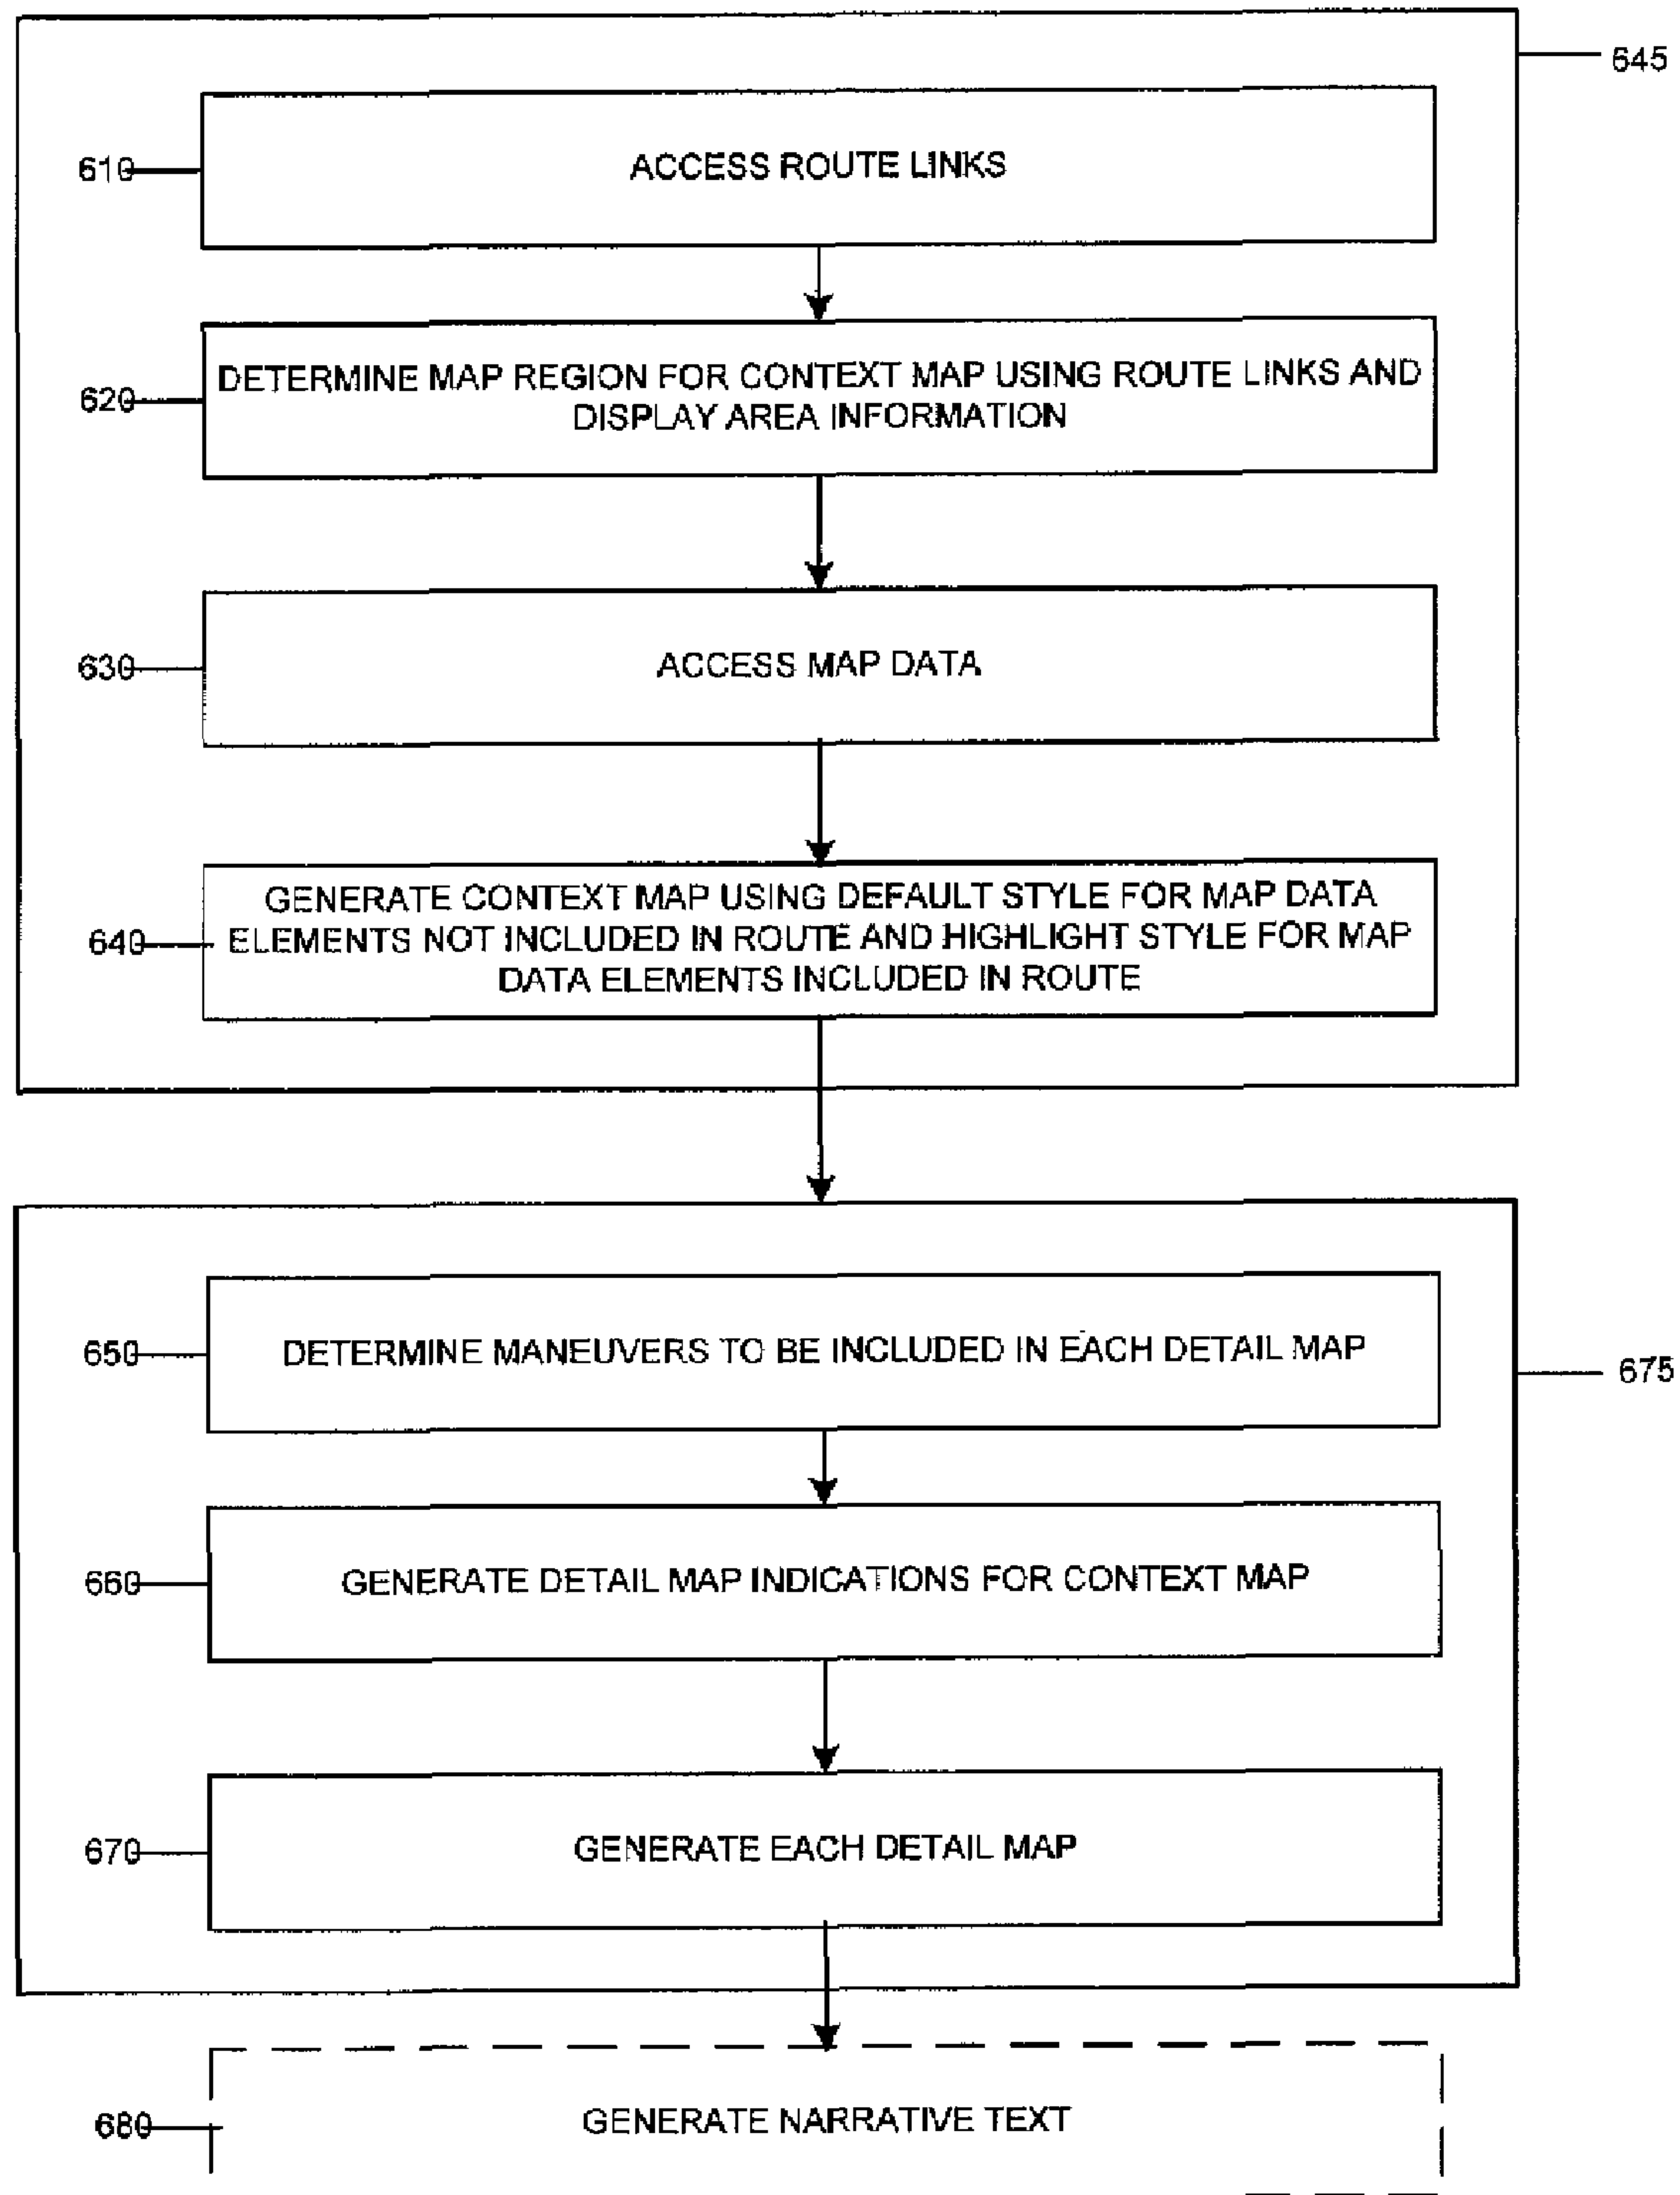 645
610
ACCESS ROUTE LINKS
620
DETERMINE MAP REGION FOR CONTEXT MAP USING ROUTE LINKS AND
DISPLAY AREA INFORMATION
630
ACCESS MAP DATA
640
GENERATE CONTEXT MAP USING DEFAULT STYLE FOR MAP DATA
ELEMENTS NOT INCLUDED IN ROUTE AND HIGHLIGHT STYLE FOR MAP
DATA ELEMENTS INCLUDED IN ROUTE
650
DETERMINE MANEUVERS TO BE INCLUDED IN EACH DETAIL MAP
675
660
GENERATE DETAIL MAP INDICATIONS FOR CONTEXT MAP
670
GENERATE EACH DETAIL MAP
680
GENERATE NARRATIVE TEXT